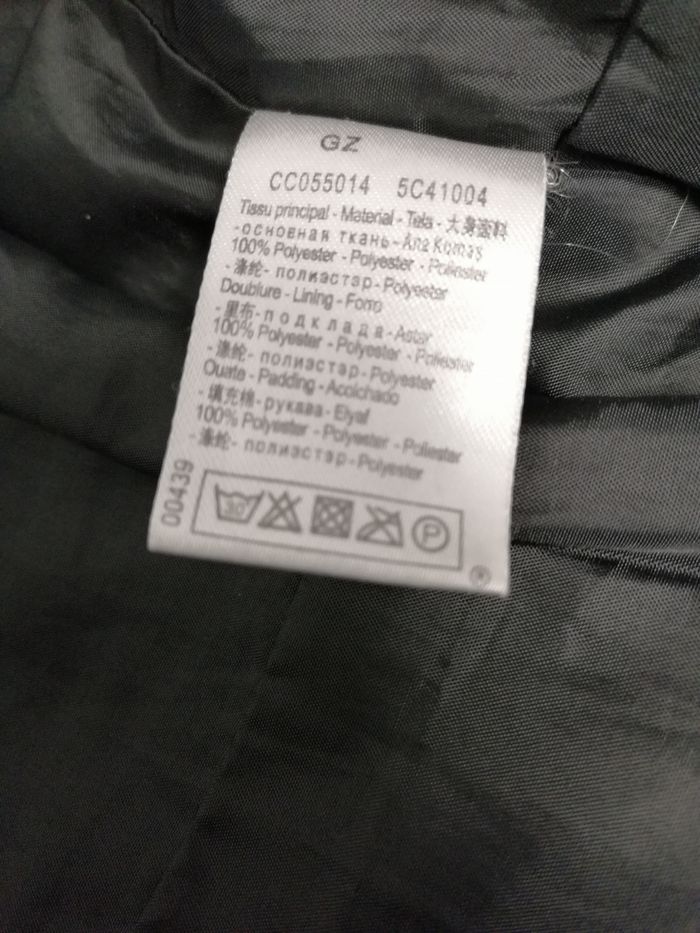 GZ
CC055014 5C41004
Tissu principal - Material - Tela - 大身面料
- основная ткань - Ana Kumaş
100% Polyester - Polyester - Poliester
- 涤纶 - полиэстэр - Polyester
Doublure - Lining - Forro
- 里布 - подклада - Astar
100% Polyester - Polyester - Poliester
- 涤纶 - полиэстэр - Polyester
Ouate - Padding - Acolchado
- 填充棉 - рукава - Elyaf
100% Polyester - Polyester - Poliester
- 涤纶 - полиэстэр - Polyester
00439
30 P
®